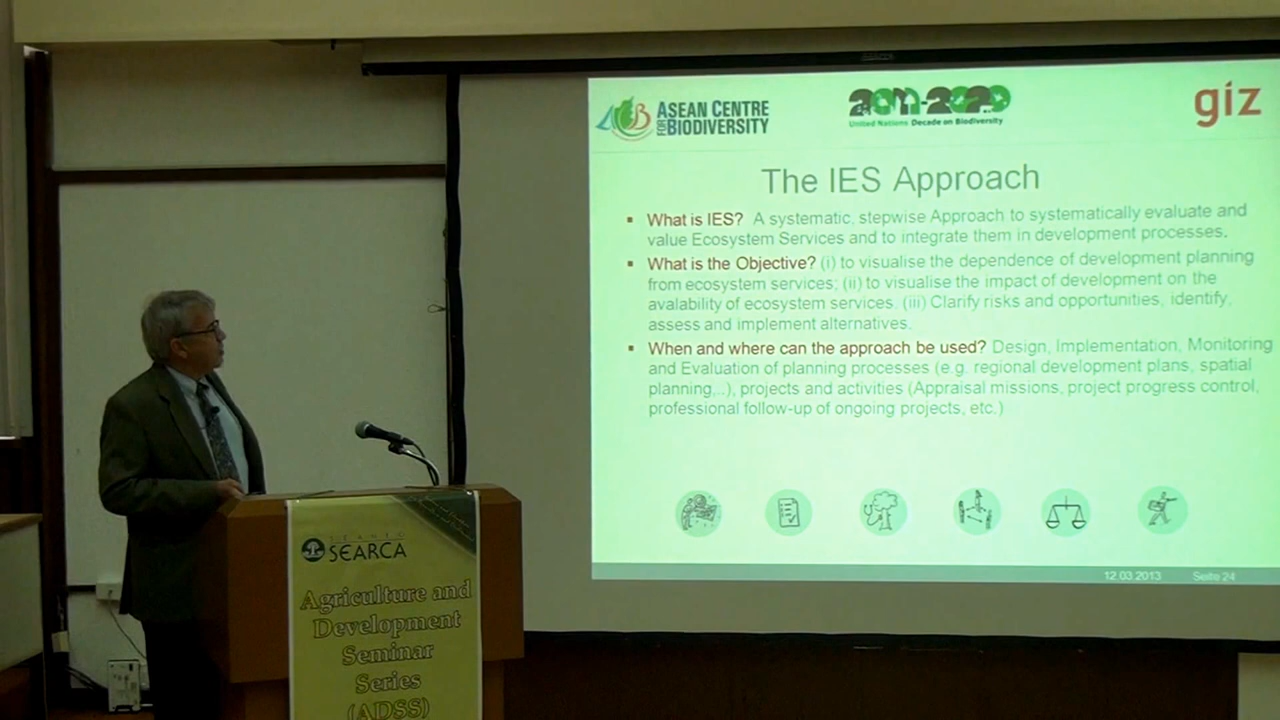 ASEAN CENTRE
FOR BIODIVERSITY
2011-2020
United Nations Decade on Biodiversity
giz
The IES Approach
▪ What is IES? A systematic, stepwise Approach to systematically evaluate and
value Ecosystem Services and to integrate them in development processes.
▪ What is the Objective? (i) to visualise the dependence of development planning
from ecosystem services; (ii) to visualise the impact of development on the
avalability of ecosystem services. (iii) Clarify risks and opportunities, identify,
assess and implement alternatives.
▪ When and where can the approach be used? Design, Implementation, Monitoring
and Evaluation of planning processes (e.g. regional development plans, spatial
planning,..), projects and activities (Appraisal missions, project progress control,
professional follow-up of ongoing projects, etc.)
12.03.2013 Seite 24
SEAMEO
SEARCA
Agriculture and
Development
Seminar
Series
(ADSS)